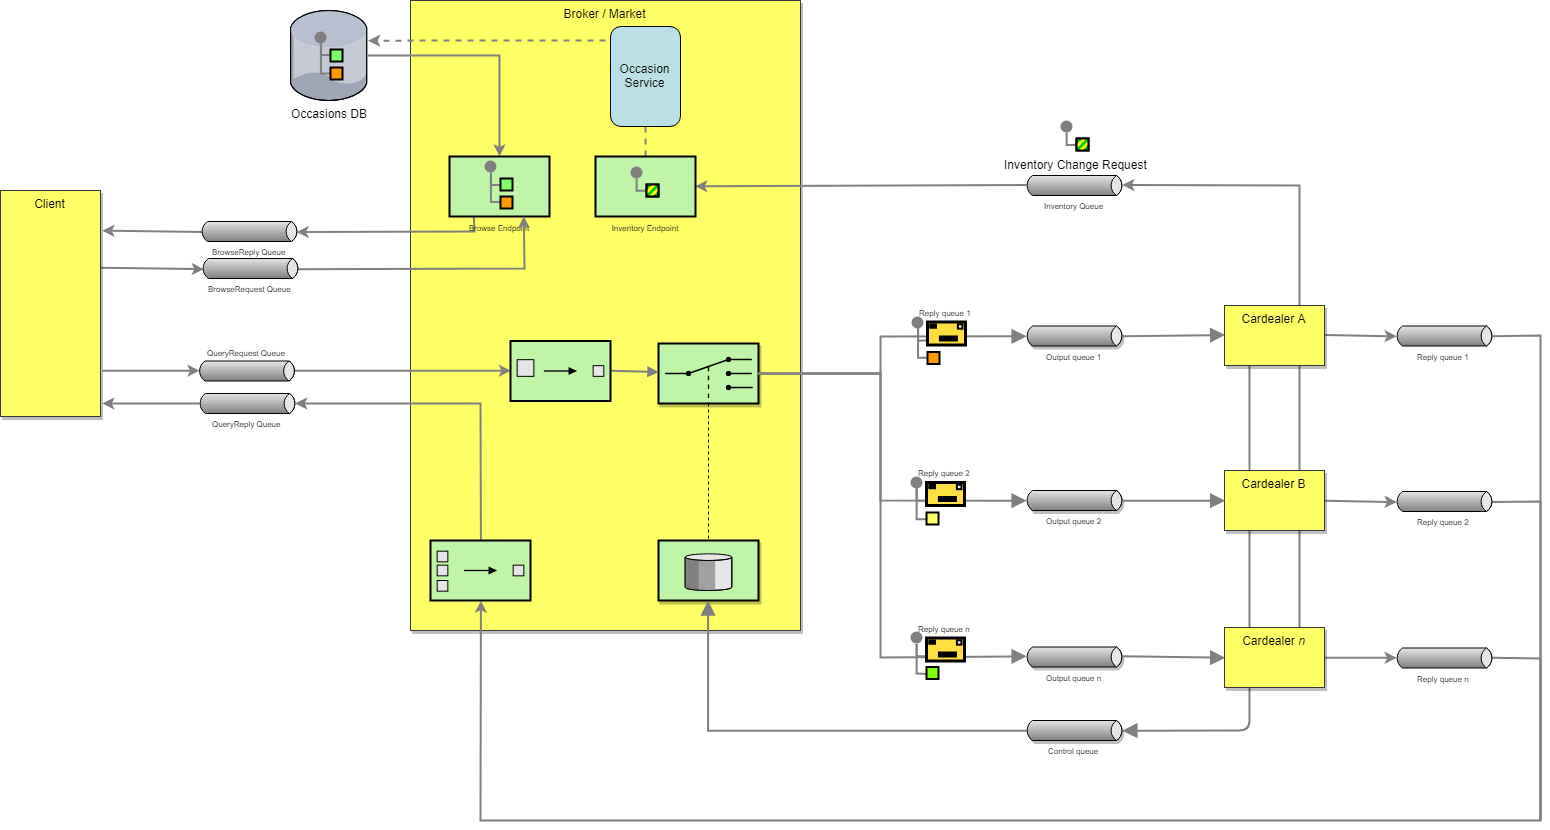 Broker / Market
Occasion
Service
Occasions DB
Inventory Change Request
Inventory Queue
Client
Browse Endpoint
Inventory Endpoint
BrowseReply Queue
BrowseRequest Queue
Reply queue 1
Cardealer A
Output queue 1
Reply queue 1
QueryRequest Queue
QueryReply Queue
Reply queue 2
Cardealer B
Output queue 2
Reply queue 2
Reply queue n
Cardealer n
Output queue n
Reply queue n
Control queue